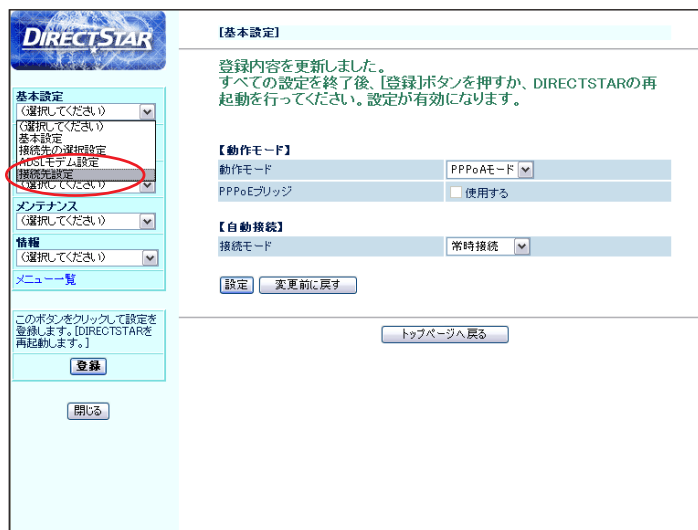 DIRECTSTAR
基本設定
(選択してください)
(選択してください)
基本設定
接続先の選択設定
ADSLモデム設定
接続先設定
(選択してください)
メンテナンス
(選択してください)
情報
(選択してください)
メニュー一覧
このボタンをクリックして設定を
登録します。[DIRECTSTARを
再起動します。]
登録
閉じる
[基本設定]
登録内容を更新しました。
すべての設定を終了後、[登録]ボタンを押すか、DIRECTSTARの再
起動を行ってください。設定が有効になります。
【動作モード】
動作モード PPPoAモード
PPPoEブリッジ 使用する
【自動接続】
接続モード 常時接続
設定 変更前に戻す
トップページへ戻る